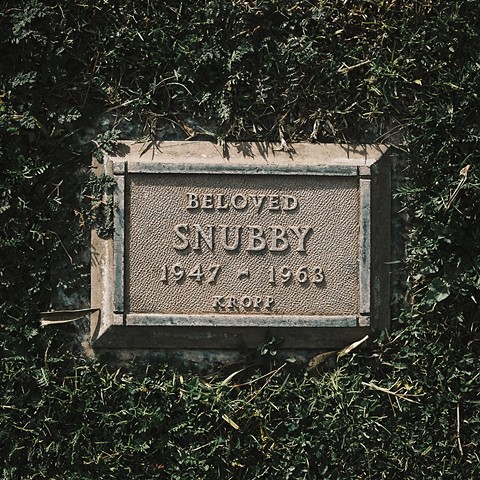 BELOVED
SNUBBY
1947 - 1963
KROPP